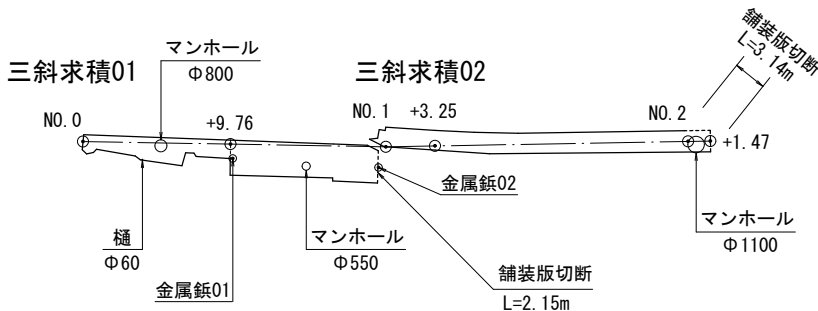 三斜求積01
マンホール
Φ800
三斜求積02
舗装版切断
L=3.14m
NO.0
+9.76
NO.1
+3.25
NO.2
+1.47
樋
Φ60
金属鋲01
マンホール
Φ550
金属鋲02
舗装版切断
L=2.15m
マンホール
Φ1100